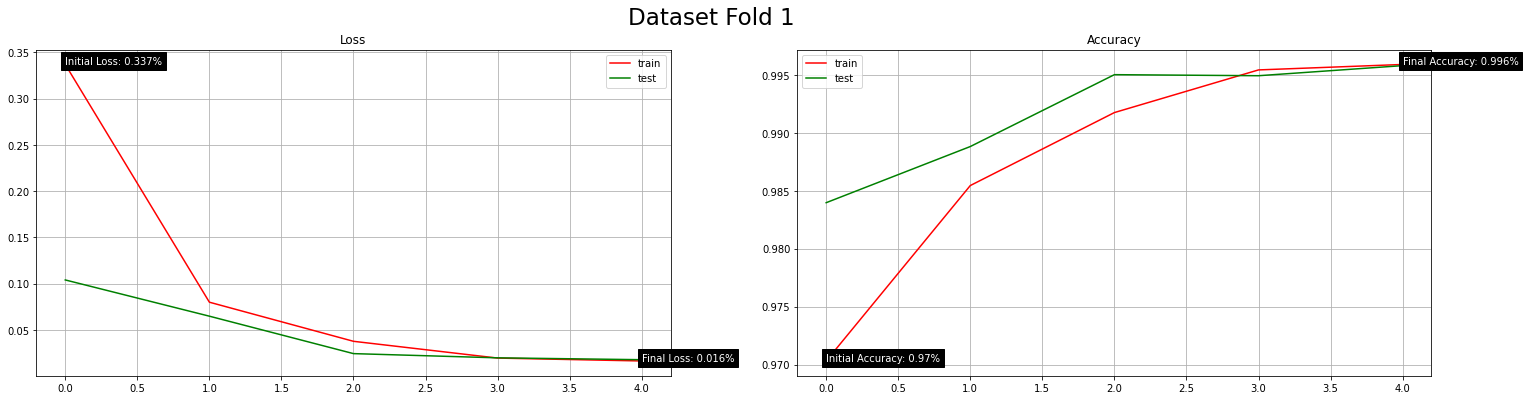 Dataset Fold 1
Loss
Initial Loss: 0.337%
train
test
0.35
0.30
0.25
0.20
0.15
0.10
0.05
Final Loss: 0.016%
0.0 0.5 1.0 1.5 2.0 2.5 3.0 3.5 4.0
Accuracy
train
test
Final Accuracy: 0.996%
0.995
0.990
0.985
0.980
0.975
0.970
Initial Accuracy: 0.97%
0.0 0.5 1.0 1.5 2.0 2.5 3.0 3.5 4.0